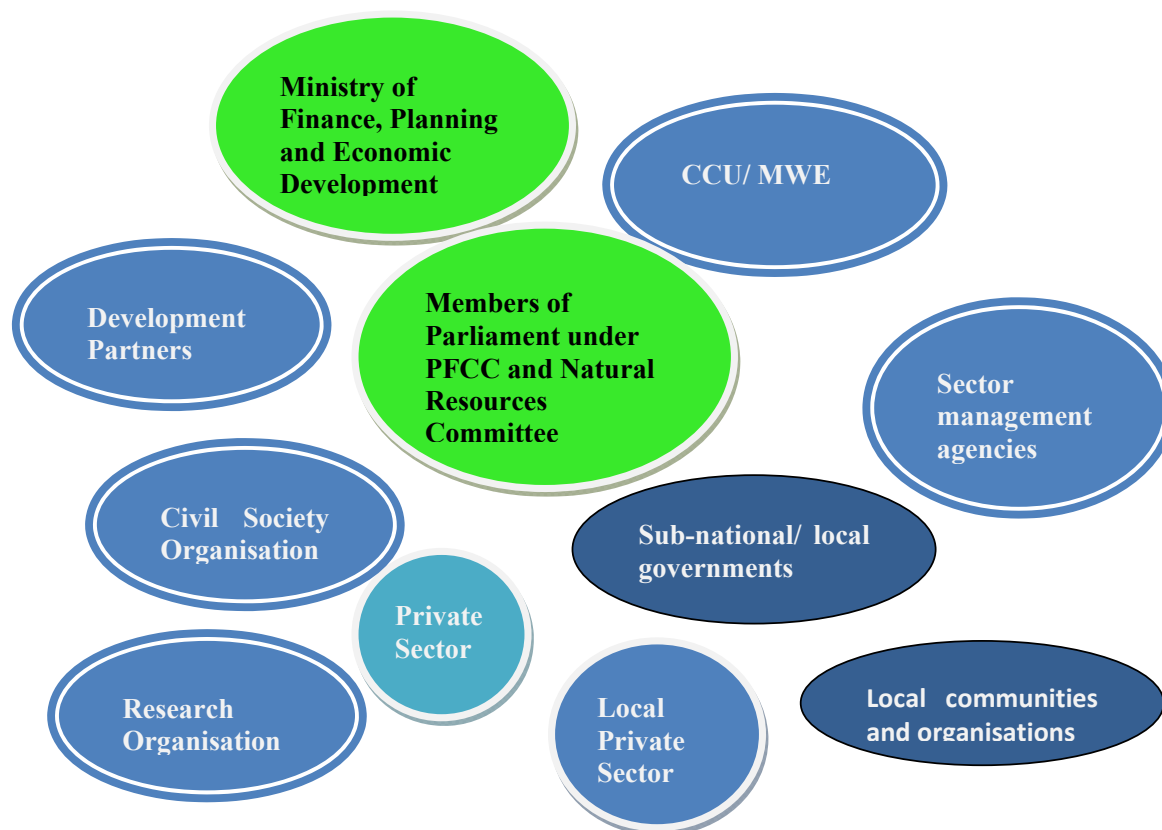 Ministry of
Finance, Planning
and Economic
Development
CCU/ MWE
Development
Partners
Members of
Parliament under
PFCC and Natural
Resources
Committee
Sector
management
agencies
Civil Society
Organisation
Sub-national/ local
governments
Private
Sector
Research
Organisation
Local
Private
Sector
Local communities
and organisations